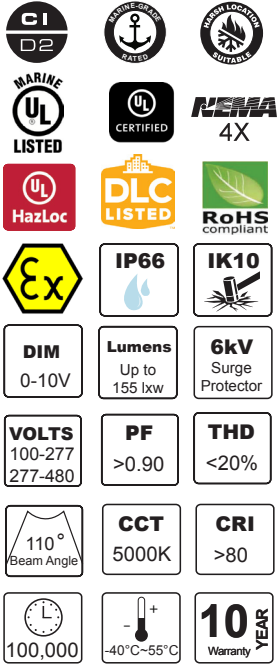 CI
D2
MARINE-GRADE
RATED
HARSH LOCATION
SUITABLE
MARINE
UL
LISTED
UL
CERTIFIED
NEMA
4X
UL
HazLoc
DLC
LISTED
RoHS
compliant
Ex
IP66
IK10
DIM
0-10V
Lumens
Up to
155 lxw
6kV
Surge
Protector
VOLTS
100-277
277-480
PF
>0.90
THD
<20%
110°
Beam Angle
CCT
5000K
CRI
>80
100,000
- +
-40°C~55°C
10 YEAR
Warranty